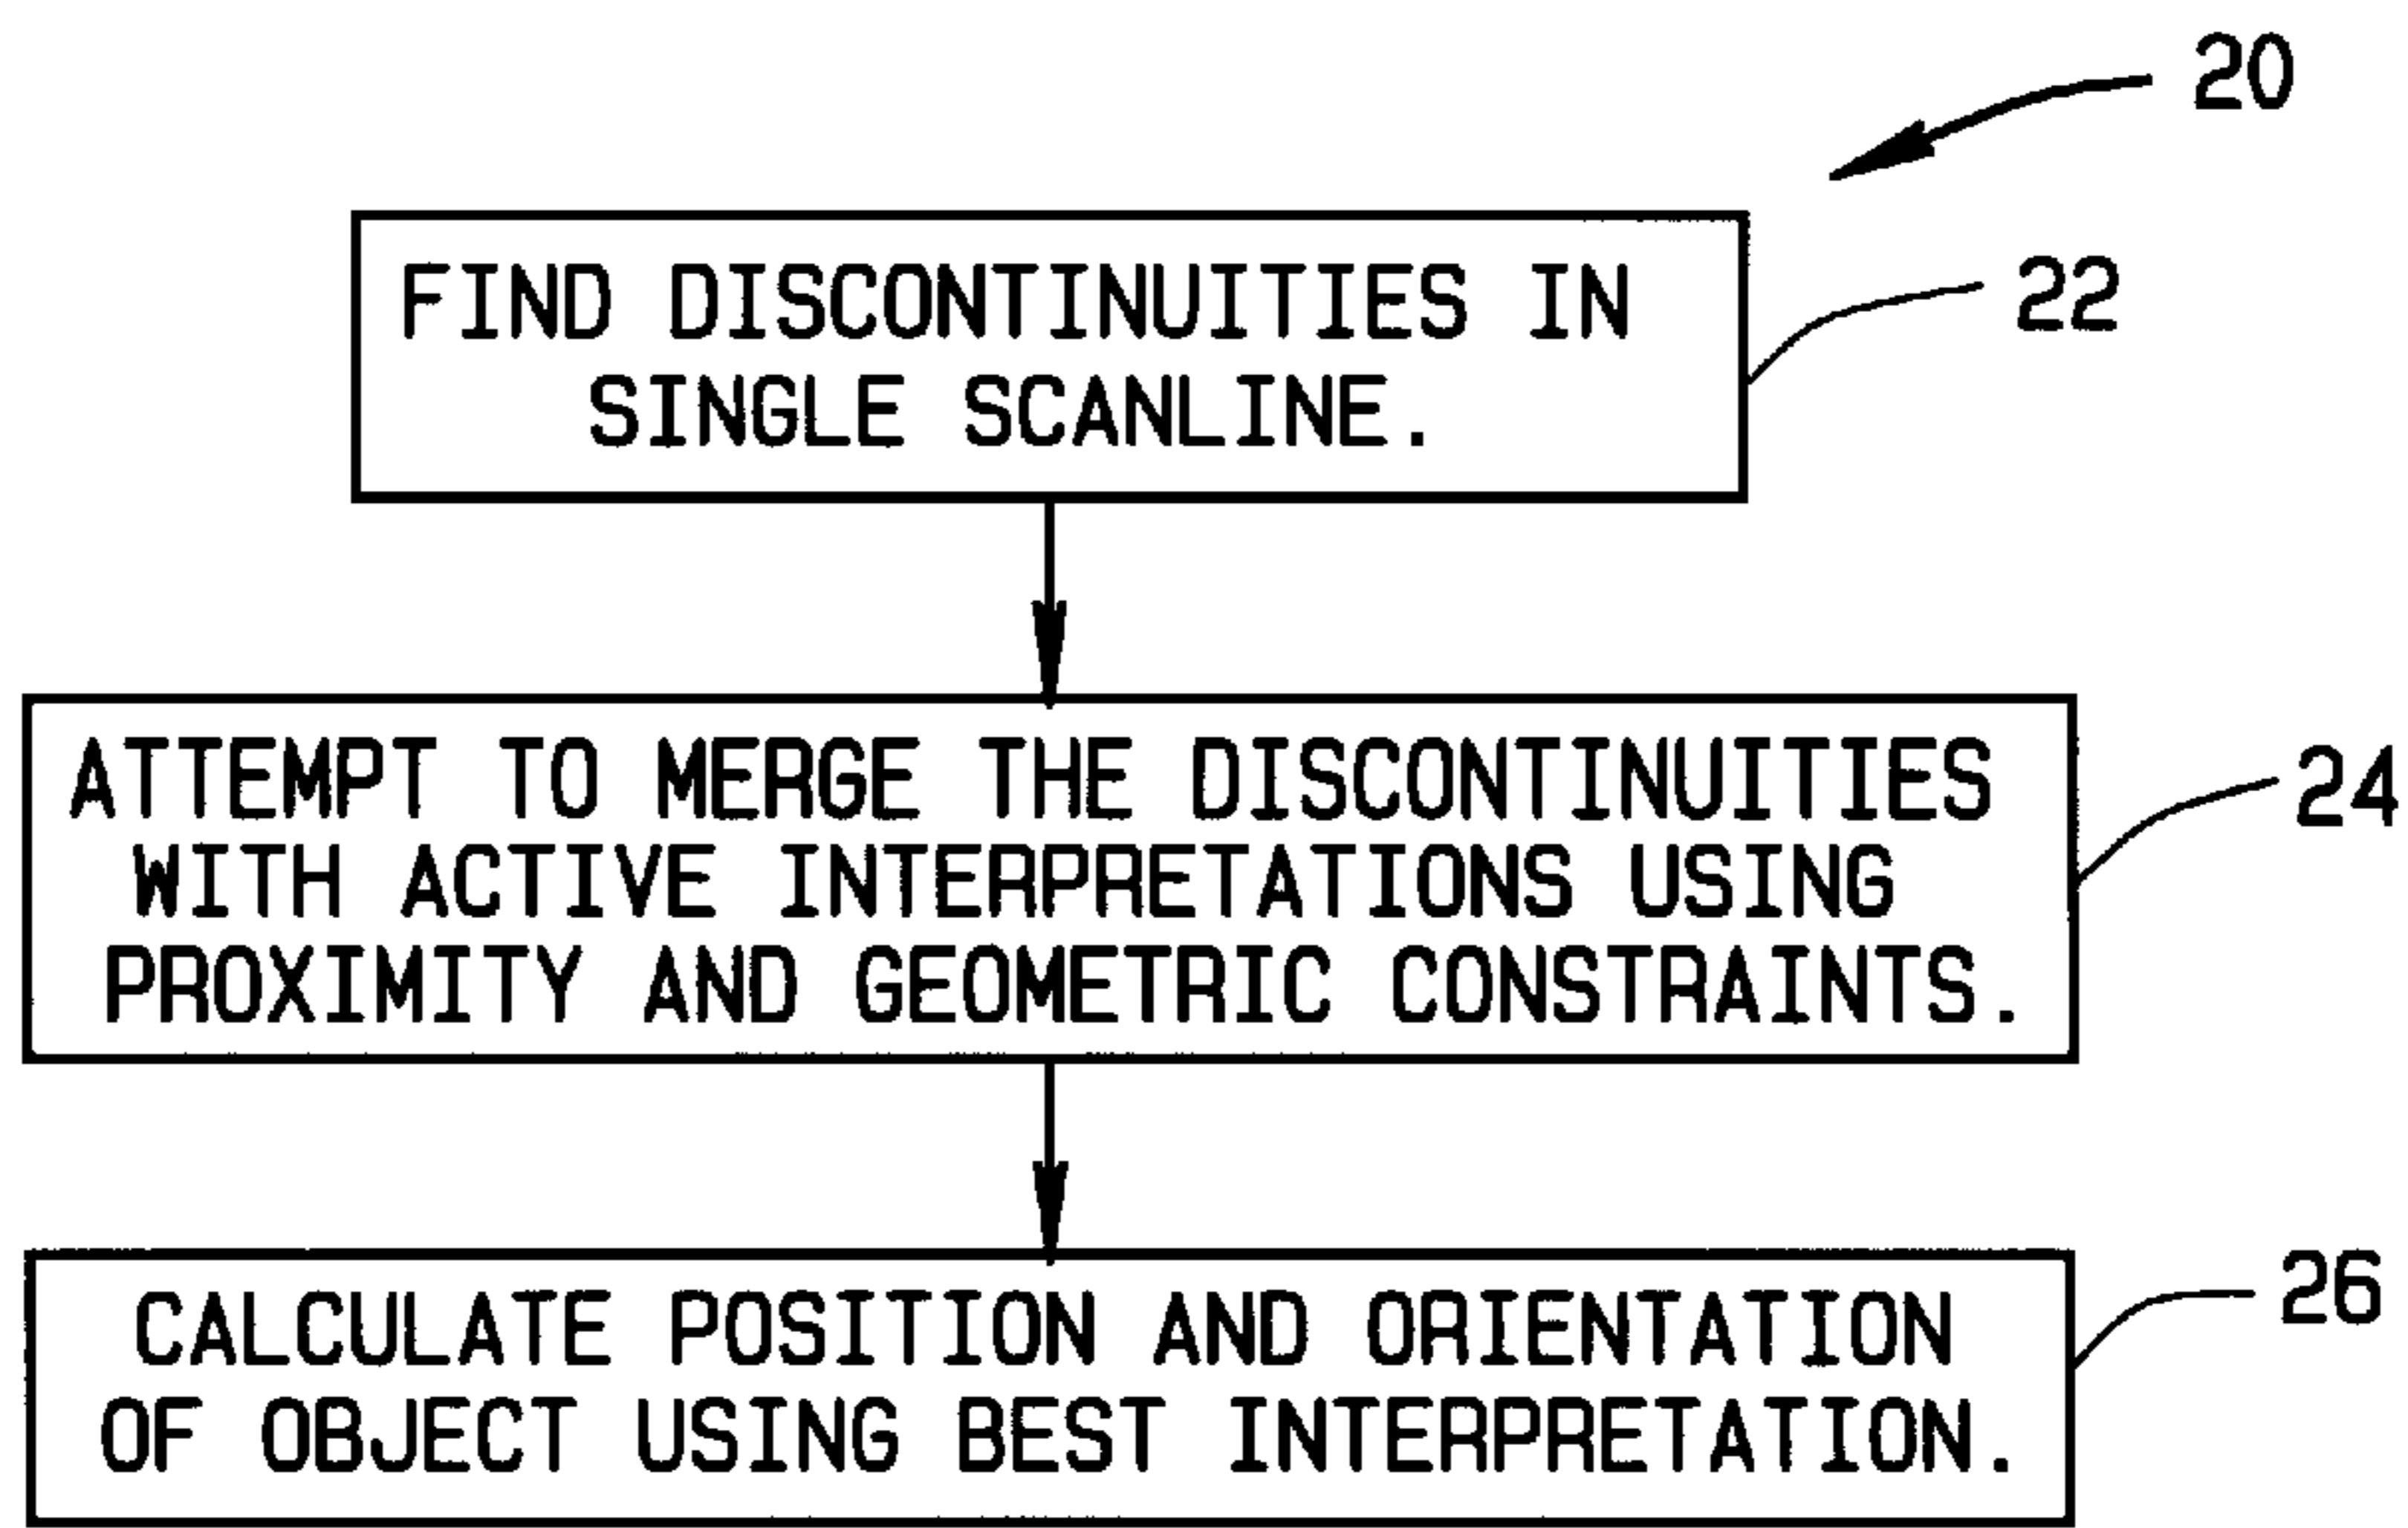 20
FIND DISCONTINUITIES IN
SINGLE SCANLINE.
22
ATTEMPT TO MERGE THE DISCONTINUITIES
WITH ACTIVE INTERPRETATIONS USING
PROXIMITY AND GEOMETRIC CONSTRAINTS.
24
CALCULATE POSITION AND ORIENTATION
OF OBJECT USING BEST INTERPRETATION.
26